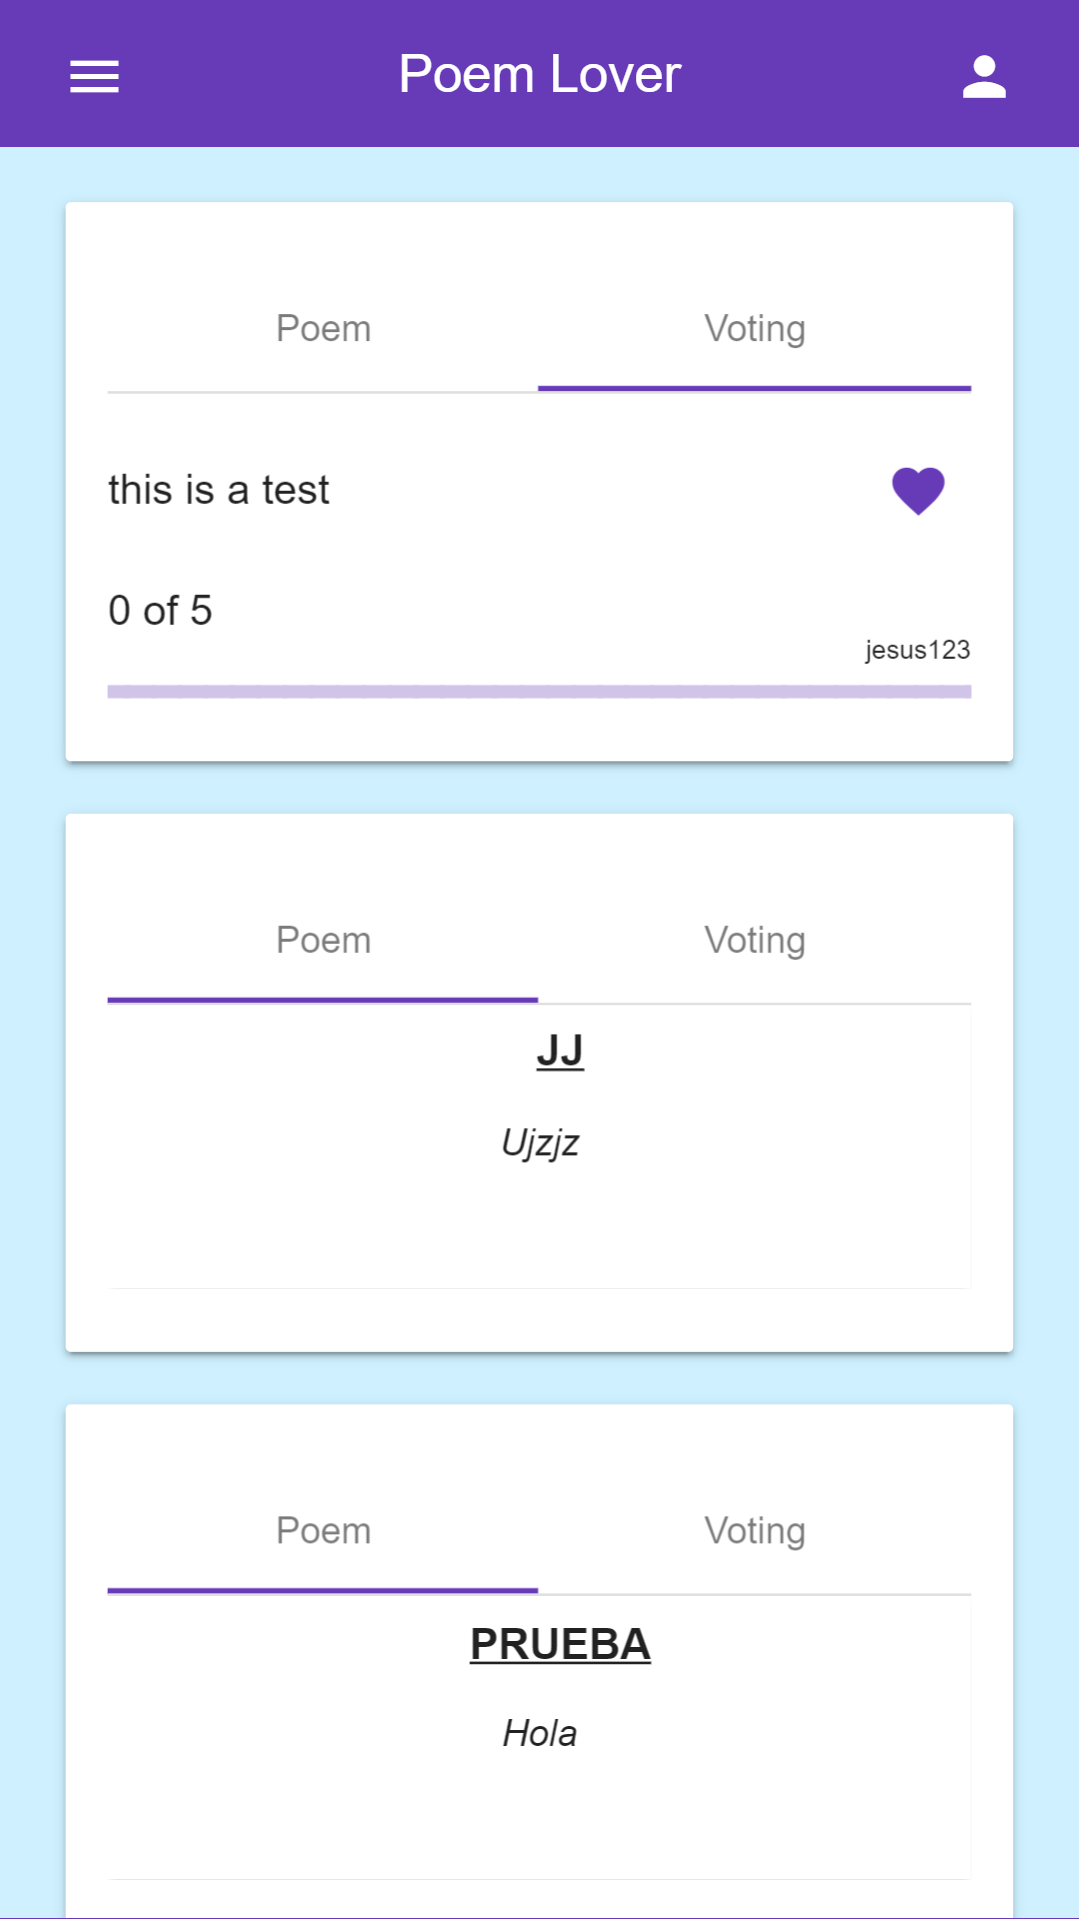 Poem Lover
Poem Voting
this is a test
0 of 5
jesus123
Poem Voting
JJ
Ujzjz
Poem Voting
PRUEBA
Hola